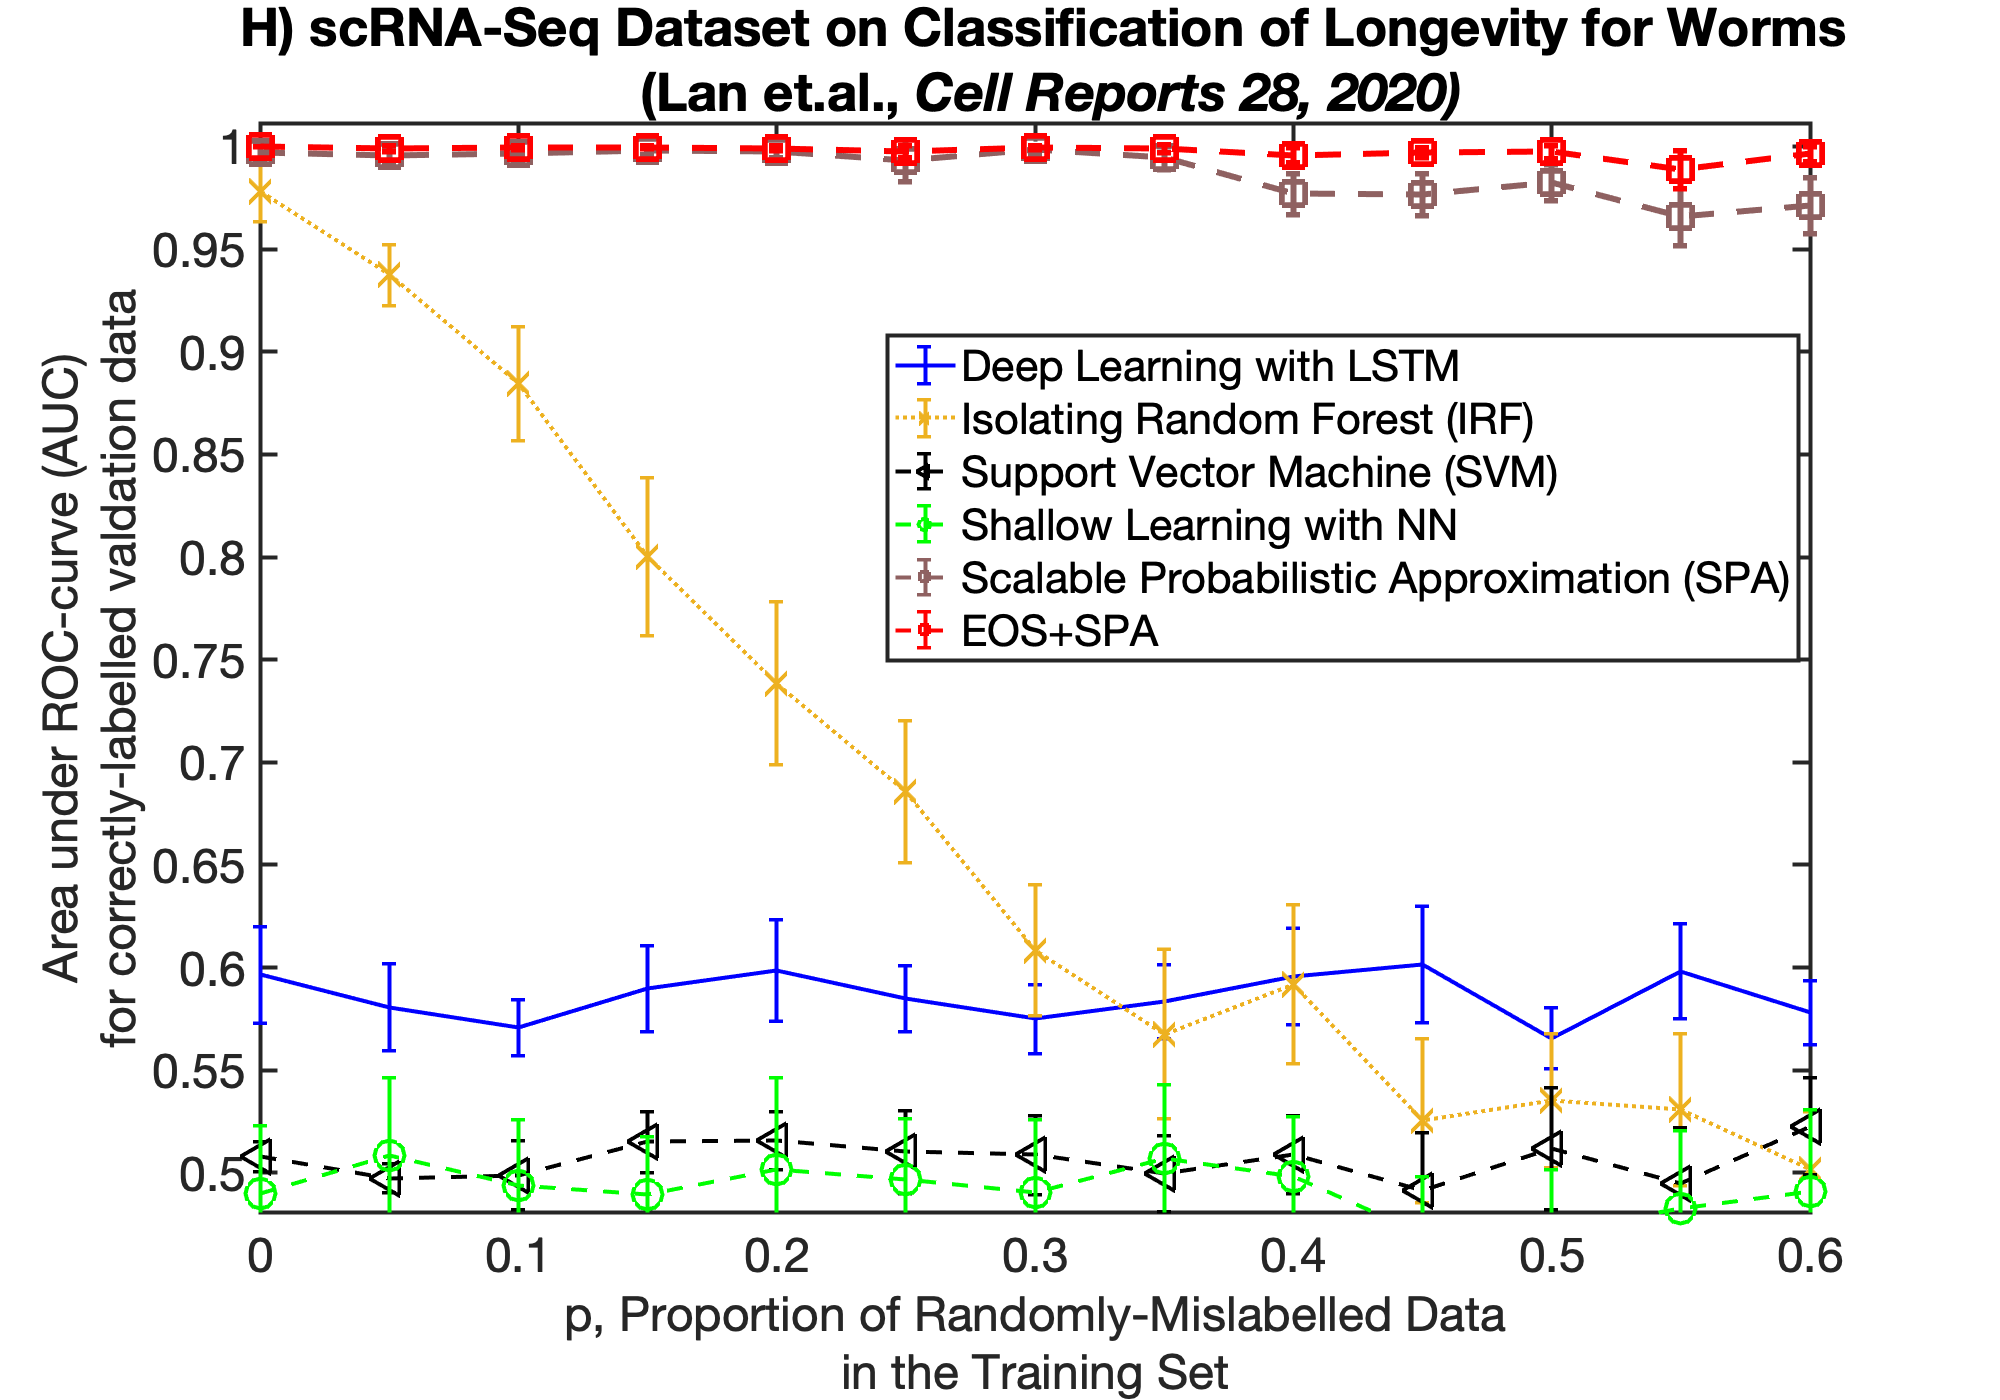 H) scRNA-Seq Dataset on Classification of Longevity for Worms
(Lan et.al., Cell Reports 28, 2020)
Area under ROC-curve (AUC)
for correctly-labelled valdation data
1
0.95
0.9
0.85
0.8
0.75
0.7
0.65
0.6
0.55
0.5
Deep Learning with LSTM
Isolating Random Forest (IRF)
Support Vector Machine (SVM)
Shallow Learning with NN
Scalable Probabilistic Approximation (SPA)
EOS+SPA
0 0.1 0.2 0.3 0.4 0.5 0.6
p, Proportion of Randomly-Mislabelled Data
in the Training Set